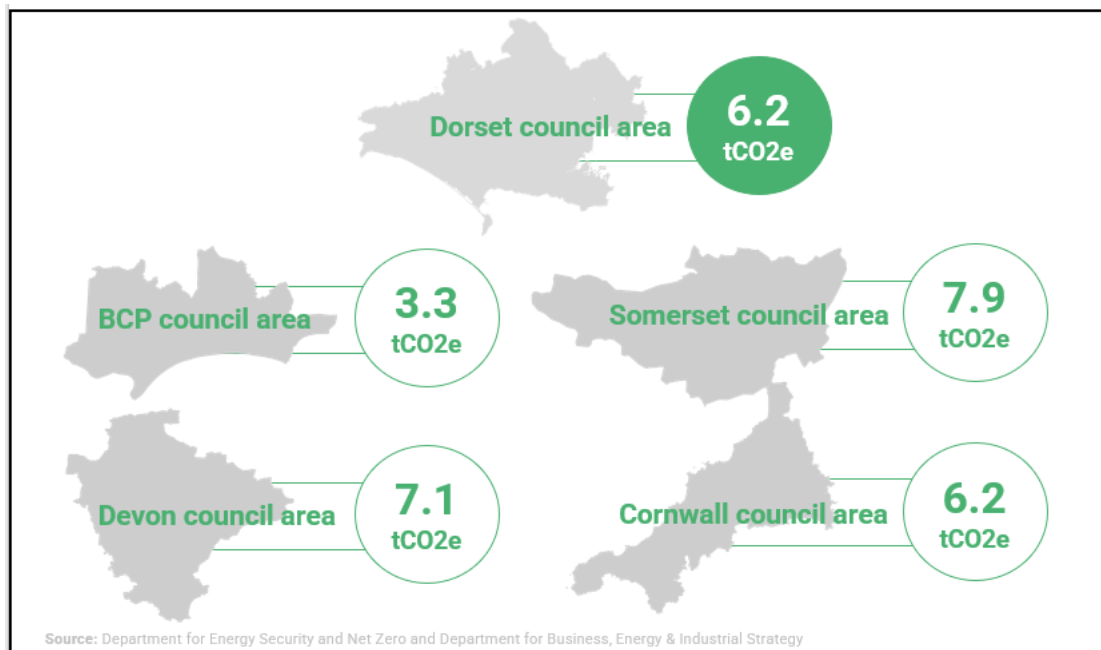 Dorset council area
6.2
tCO2e
BCP council area
3.3
tCO2e
Somerset council area
7.9
tCO2e
Devon council area
7.1
tCO2e
Cornwall council area
6.2
tCO2e
Source: Department for Energy Security and Net Zero and Department for Business, Energy & Industrial Strategy